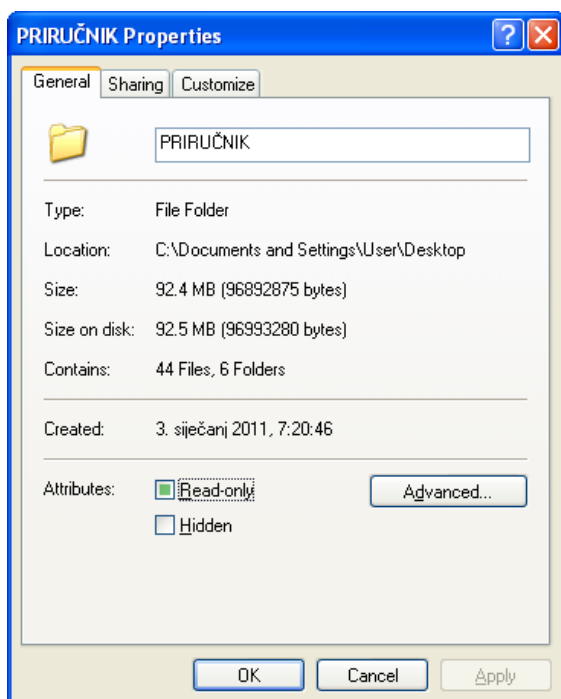 PRIRUČNIK Properties
General Sharing Customize
PRIRUČNIK
Type: File Folder
Location: C:\Documents and Settings\User\Desktop
Size: 92.4 MB (96892875 bytes)
Size on disk: 92.5 MB (96993280 bytes)
Contains: 44 Files, 6 Folders
Created: 3. siječanj 2011, 7:20:46
Attributes: Read-only Advanced...
Hidden
OK Cancel Apply